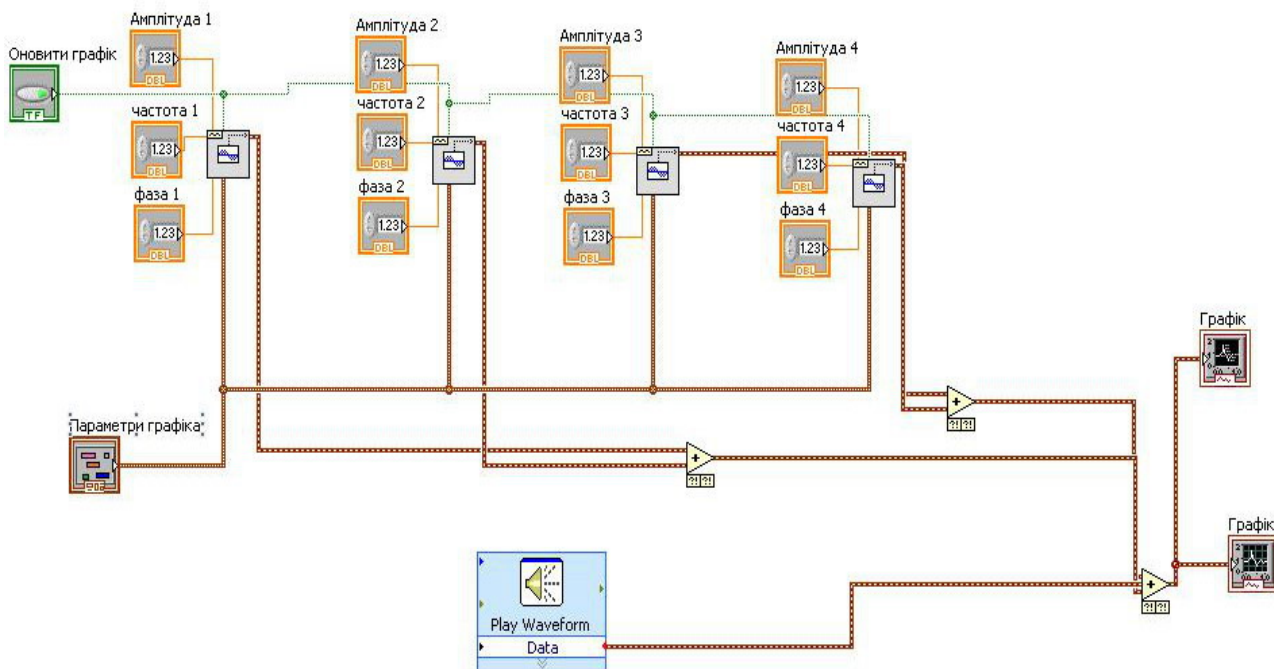 Амплітуда 1
Амплітуда 2
Амплітуда 3
Амплітуда 4
Оновити графік
1.23
DBL
1.23
DBL
1.23
DBL
1.23
DBL
TF
частота 1
частота 2
частота 3
частота 4
1.23
DBL
1.23
DBL
1.23
DBL
1.23
DBL
фаза 1
фаза 2
фаза 3
фаза 4
1.23
DBL
1.23
DBL
1.23
DBL
1.23
DBL
Графік
Параметри графіка
+
?! ?!
+
?! ?!
Графік
+
?! ?!
Play Waveform
Data